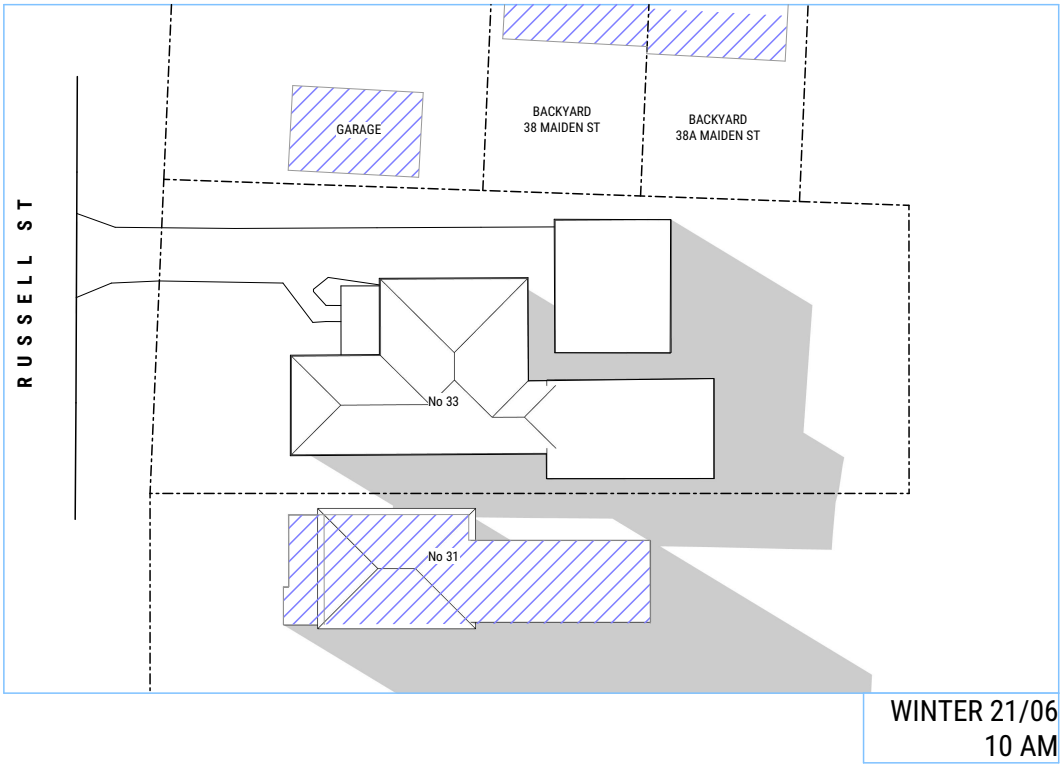 BACKYARD
38 MAIDEN ST
BACKYARD
38A MAIDEN ST
GARAGE
RUSSELL ST
No 33
No 31
WINTER 21/06
10 AM